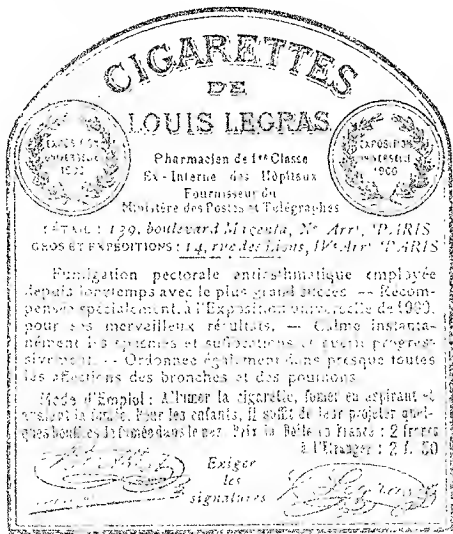 CIGARETTES
DE
LOUIS LEGRAS
EXPOSITION
UNIVERSELLE
1900
EXPOSITION
UNIVERSELLE
1900
Pharmacien de 1re Classe
Ex-Interne des Hôpitaux
Fournisseur du
Ministère des Postes et Télégraphes
DÉTAIL : 139, boulevard Magenta, Xe Arrt, PARIS
GROS ET EXPÉDITIONS : 14, rue des Lions, IVe Arrt PARIS
Fumigation pectorale antiasthmatique employée
depuis longtemps avec le plus grand succès — Récom-
pensée spécialement, à l'Exposition universelle de 1900,
pour ses merveilleux résultats. — Calme instanta-
nément les et suffocations et guérit progres-
sivement. — Ordonnée également dans presque toutes
les affections des bronches et des poumons.
Mode d'Emploi : Allumer la cigarette, fumer en aspirant et
avalant la fumée. Pour les enfants, il suffit de leur projeter quel-
ques bouffées de fumée dans le nez. Prix la Boîte en France : 2 francs
à l'Etranger : 2 f. 50
Exiger
les
signatures